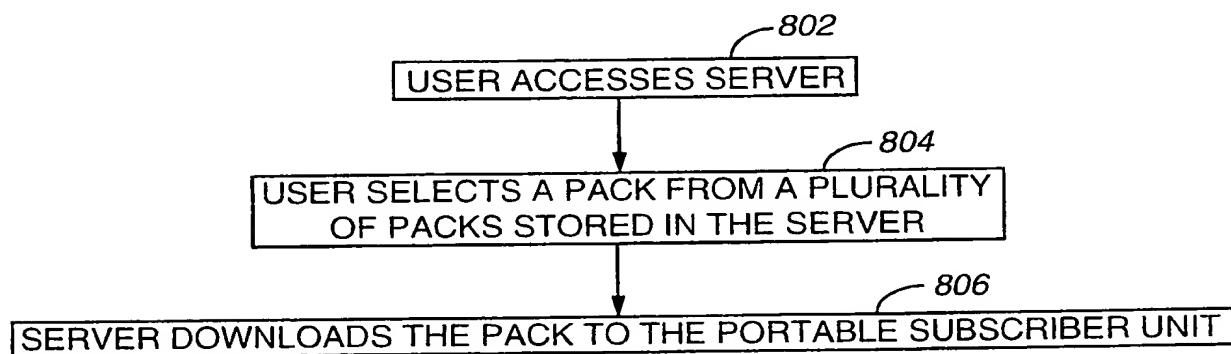 802
USER ACCESSES SERVER
804
USER SELECTS A PACK FROM A PLURALITY
OF PACKS STORED IN THE SERVER
806
SERVER DOWNLOADS THE PACK TO THE PORTABLE SUBSCRIBER UNIT